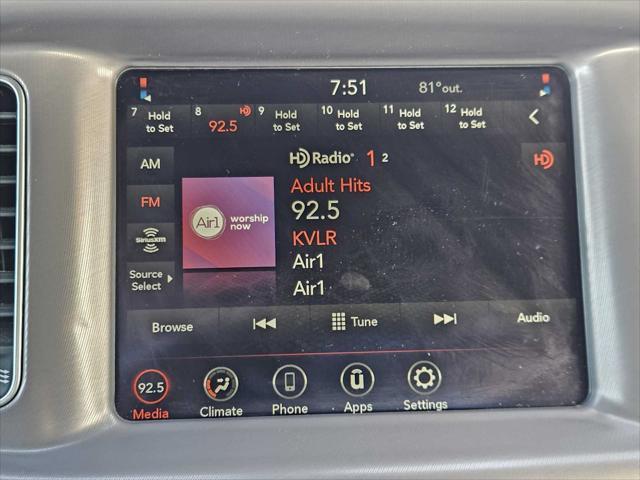 7:51 81°out.
7 Hold to Set 8 HD 92.5 9 Hold to Set 10 Hold to Set 11 Hold to Set 12 Hold to Set
AM
HD Radio 1 2
HD
Adult Hits
FM
92.5
Air1 worship now
SiriusXM
KVLR
Air1
Source Select
Air1
Browse Tune Audio
92.5
Media Climate Phone Apps Settings